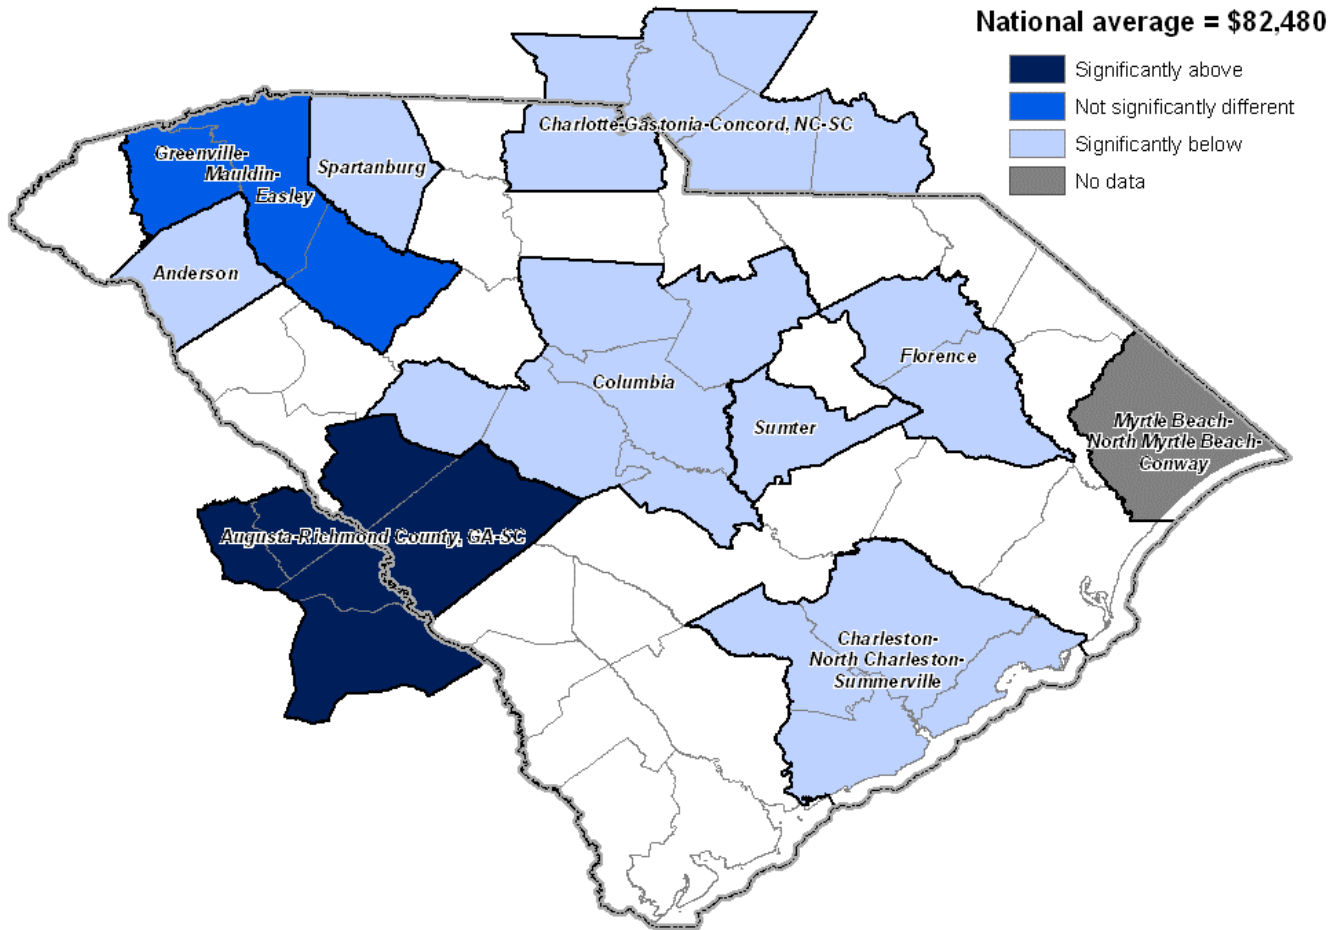 National average = $82,480
Significantly above
Not significantly different
Significantly below
No data
Charlotte-Gastonia-Concord, NC-SC
Greenville-
Mauldin-
Easley
Spartanburg
Anderson
Columbia
Florence
Sumter
Myrtle Beach-
North Myrtle Beach-
Conway
Augusta-Richmond County, GA-SC
Charleston-
North Charleston-
Summerville